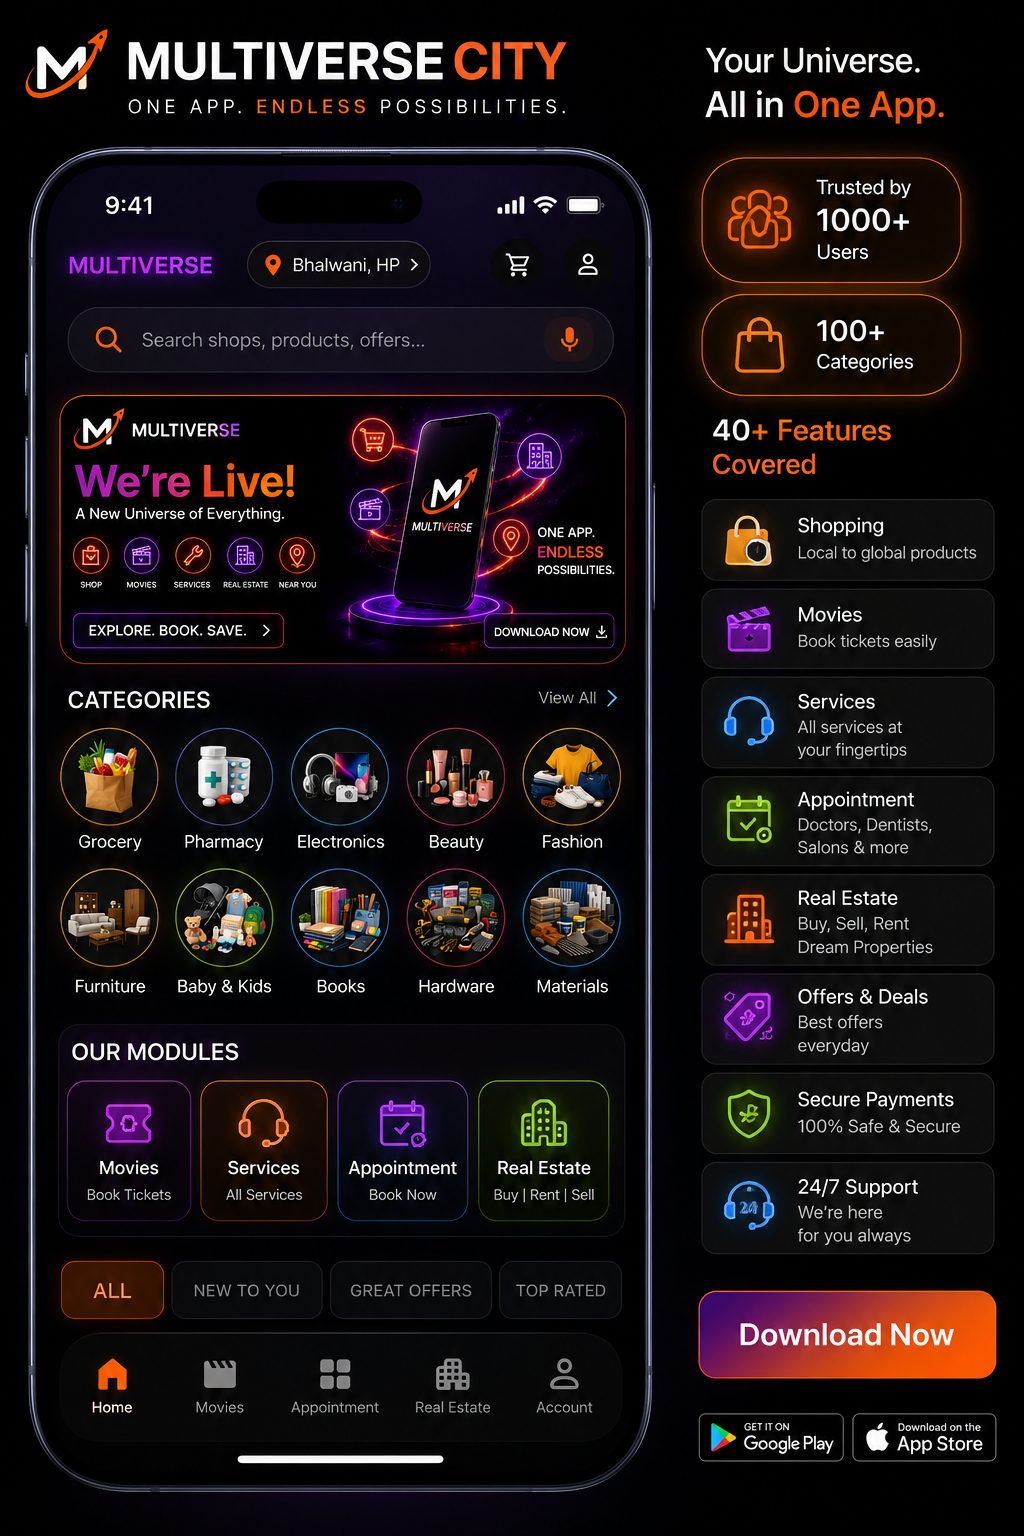 MULTIVERSE CITY
ONE APP. ENDLESS POSSIBILITIES.
Your Universe.
All in One App.
9:41
MULTIVERSE
Bhalwani, HP
Search shops, products, offers...
M MULTIVERSE
We're Live!
A New Universe of Everything.
SHOP
MOVIES
SERVICES
REAL ESTATE
NEAR YOU
EXPLORE. BOOK. SAVE.
M
MULTIVERSE
ONE APP.
ENDLESS
POSSIBILITIES.
DOWNLOAD NOW
CATEGORIES
View All
Grocery
Pharmacy
Electronics
Beauty
Fashion
Furniture
Baby & Kids
Books
Hardware
Materials
OUR MODULES
Movies
Book Tickets
Services
All Services
Appointment
Book Now
Real Estate
Buy | Rent | Sell
ALL
NEW TO YOU
GREAT OFFERS
TOP RATED
Home
Movies
Appointment
Real Estate
Account
Trusted by
1000+
Users
100+
Categories
40+ Features
Covered
Shopping
Local to global products
Movies
Book tickets easily
Services
All services at
your fingertips
Appointment
Doctors, Dentists,
Salons & more
Real Estate
Buy, Sell, Rent
Dream Properties
Offers & Deals
Best offers
everyday
Secure Payments
100% Safe & Secure
24/7 Support
We're here
for you always
Download Now
GET IT ON
Google Play
Download on the
App Store